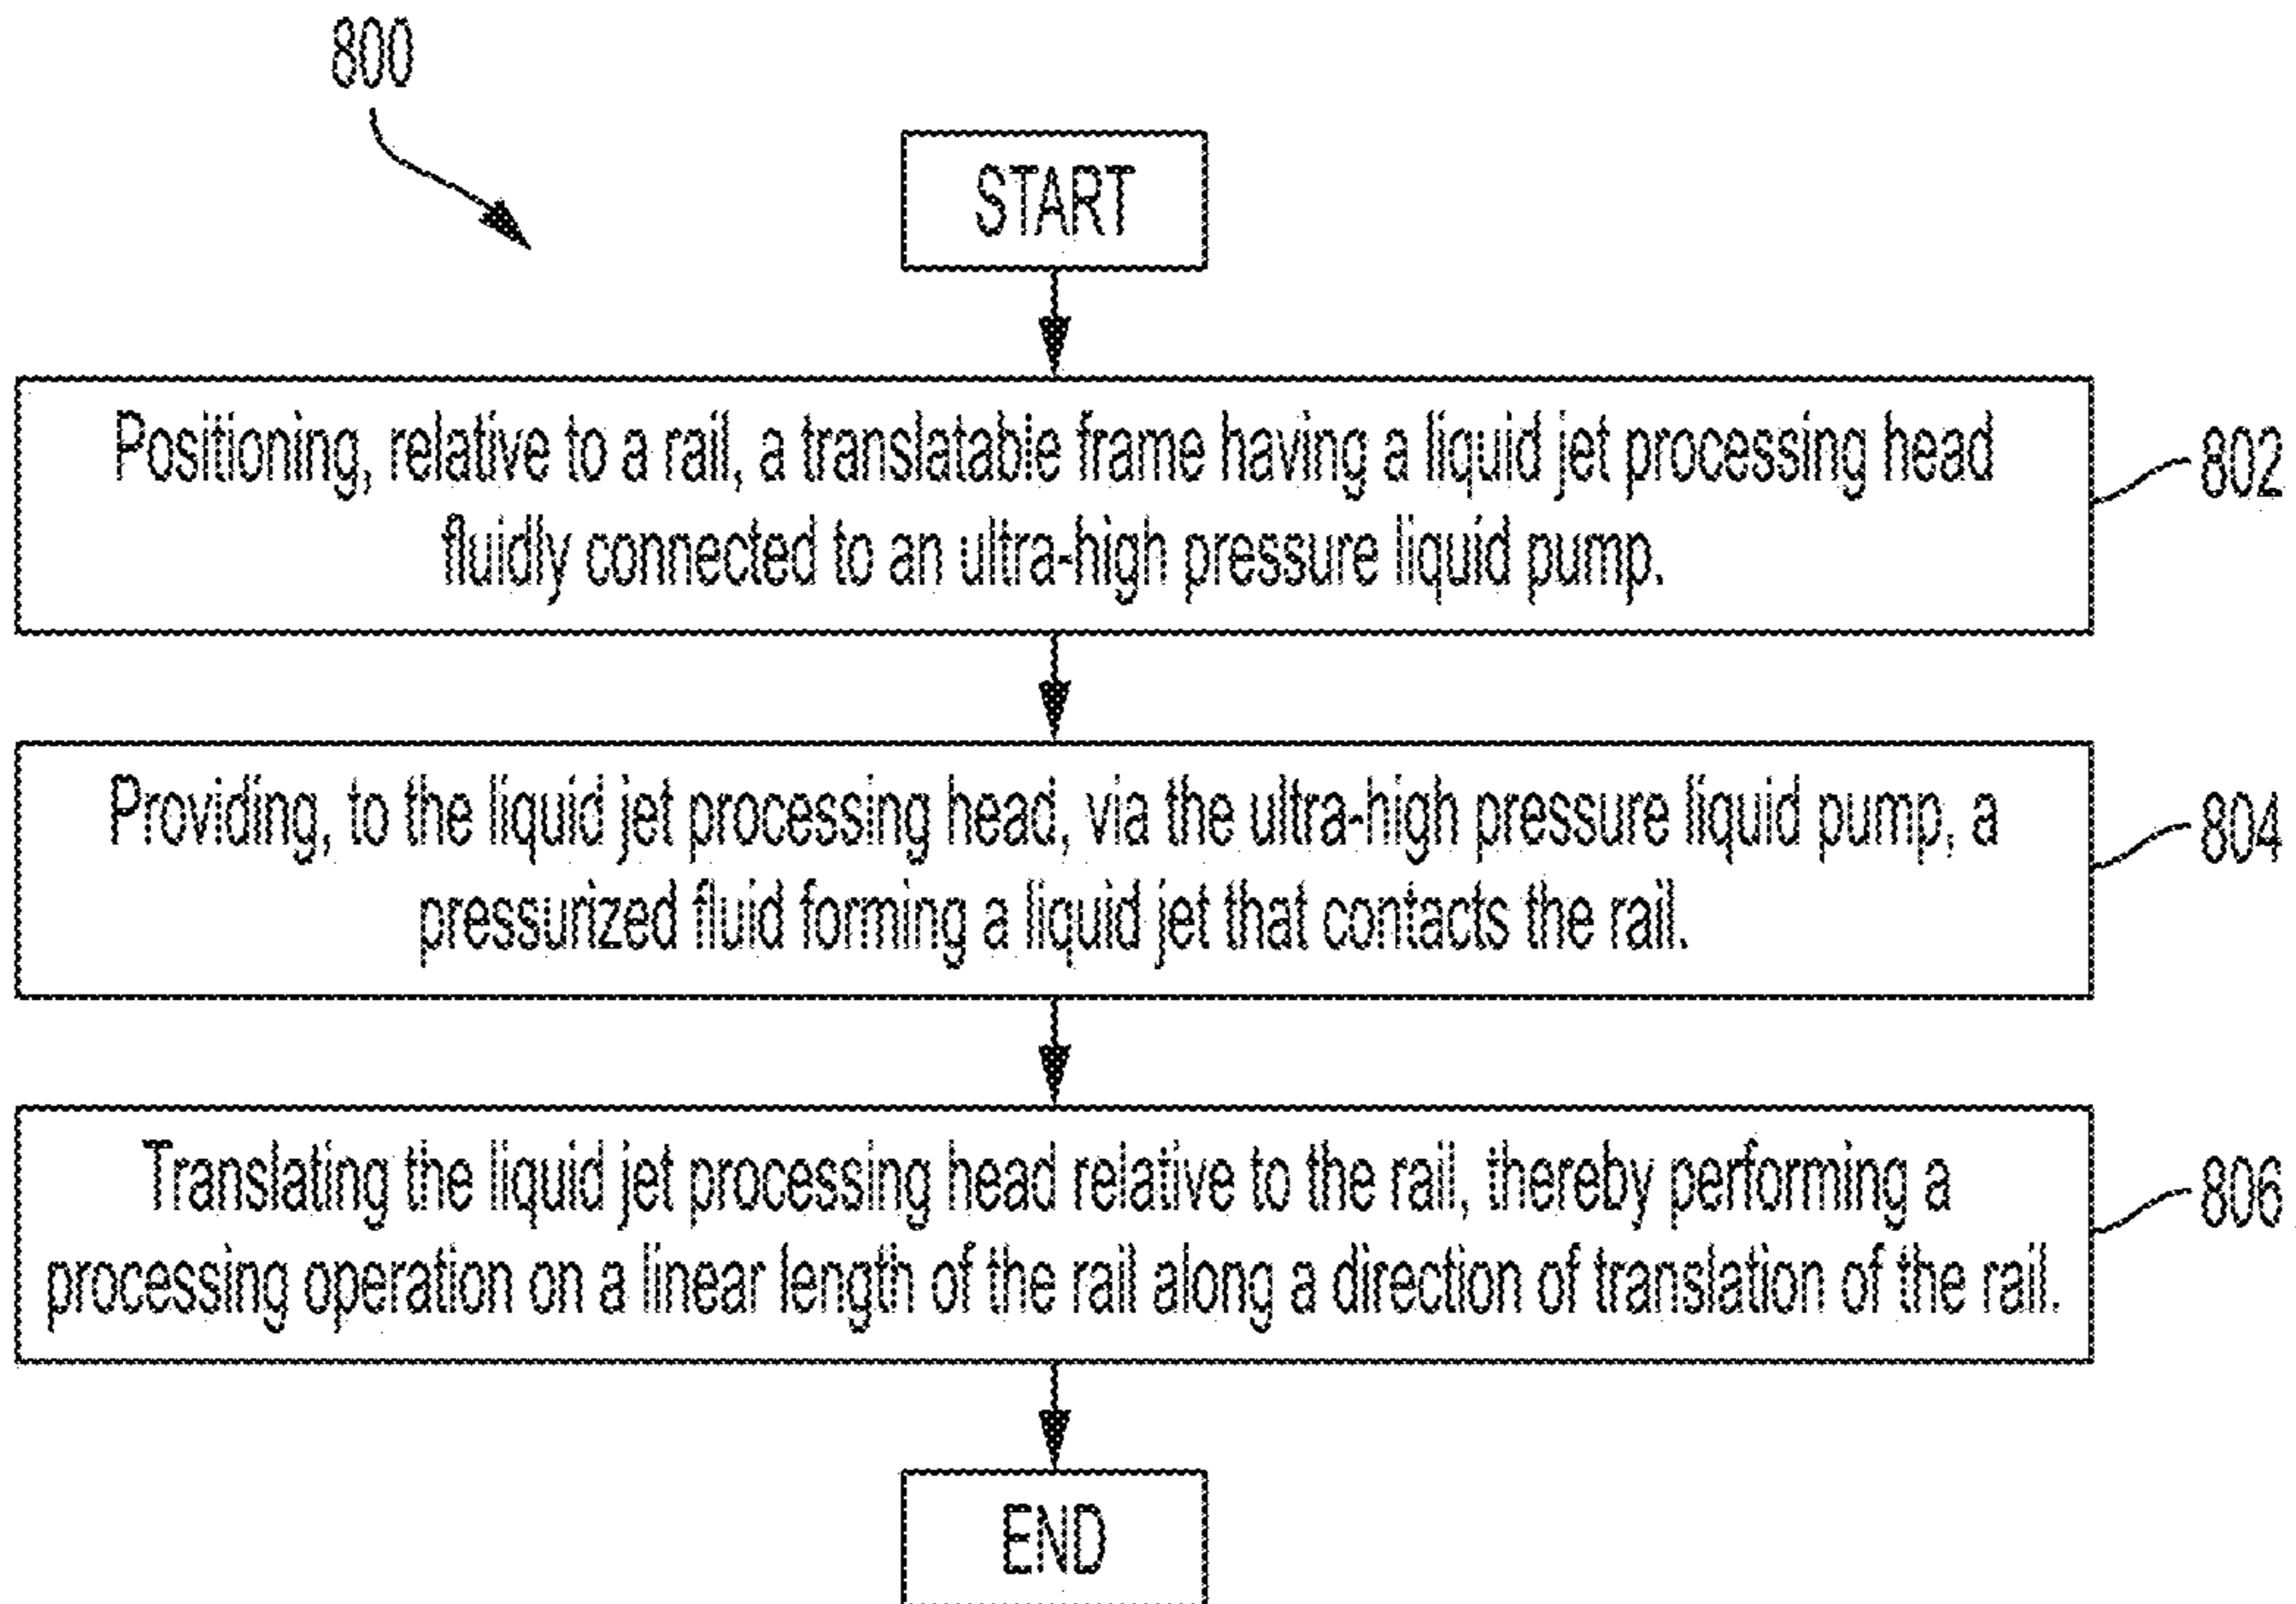 800
START
Positioning, relative to a rail, a translatable frame having a liquid jet processing head
fluidly connected to an ultra-high pressure liquid pump.
802
Providing, to the liquid jet processing head, via the ultra-high pressure liquid pump, a
pressurized fluid forming a liquid jet that contacts the rail.
804
Translating the liquid jet processing head relative to the rail, thereby performing a
processing operation on a linear length of the rail along a direction of translation of the rail.
806
END